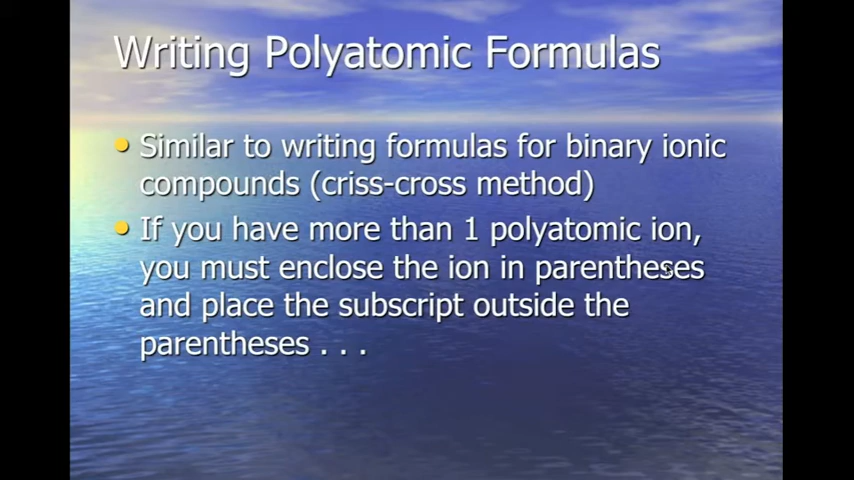 Writing Polyatomic Formulas
Similar to writing formulas for binary ionic
compounds (criss-cross method)
If you have more than 1 polyatomic ion,
you must enclose the ion in parentheses
and place the subscript outside the
parentheses . . .